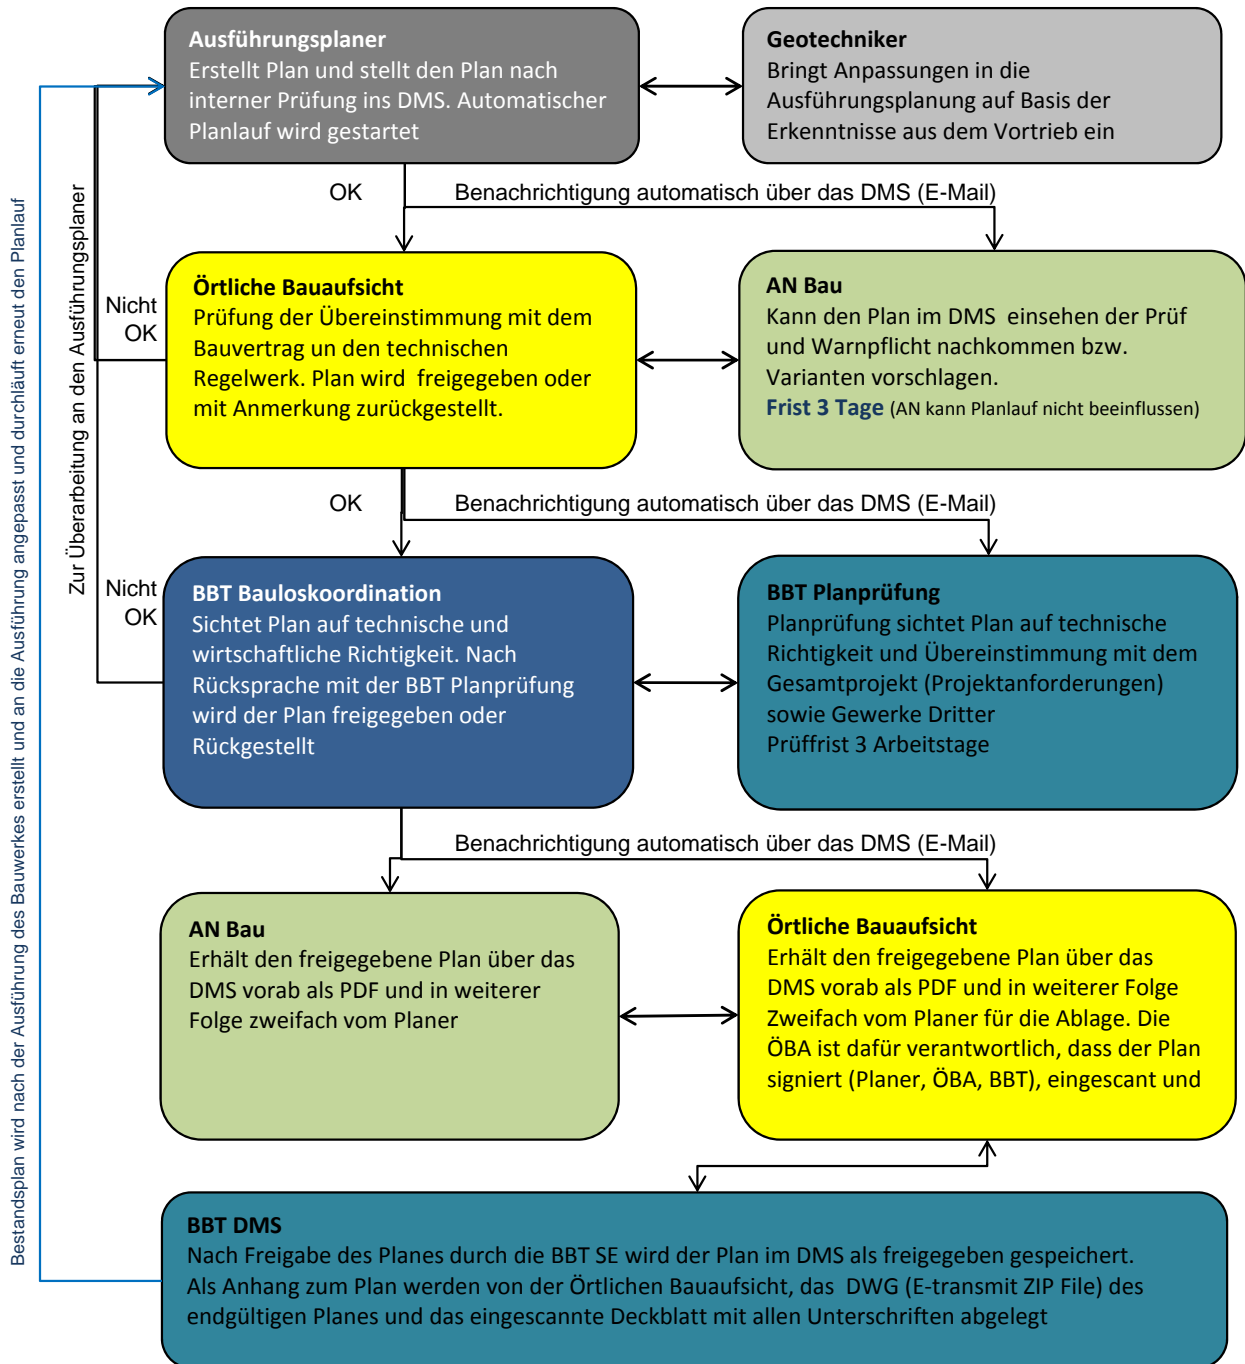 Ausführungsplaner
Erstellt Plan und stellt den Plan nach
interner Prüfung ins DMS. Automatischer
Planlauf wird gestartet
Geotechniker
Bringt Anpassungen in die
Ausführungsplanung auf Basis der
Erkenntnisse aus dem Vortrieb ein
OK
Benachrichtigung automatisch über das DMS (E-Mail)
Örtliche Bauaufsicht
Prüfung der Übereinstimmung mit dem
Bauvertrag un den technischen
Regelwerk. Plan wird freigegeben oder
mit Anmerkung zurückgestellt.
AN Bau
Kann den Plan im DMS einsehen der Prüf
und Warnpflicht nachkommen bzw.
Varianten vorschlagen.
Frist 3 Tage (AN kann Planlauf nicht beeinflussen)
Nicht
OK
Zur Überarbeitung an den Ausführungsplaner
Bestandsplan wird nach der Ausführung des Bauwerkes erstellt und an die Ausführung angepasst und durchläuft erneut den Planlauf
OK
Benachrichtigung automatisch über das DMS (E-Mail)
Nicht
OK
BBT Bauloskoordination
Sichtet Plan auf technische und
wirtschaftliche Richtigkeit. Nach
Rücksprache mit der BBT Planprüfung
wird der Plan freigegeben oder
Rückgestellt
BBT Planprüfung
Planprüfung sichtet Plan auf technische
Richtigkeit und Übereinstimmung mit dem
Gesamtprojekt (Projektanforderungen)
sowie Gewerke Dritter
Prüffrist 3 Arbeitstage
Benachrichtigung automatisch über das DMS (E-Mail)
AN Bau
Erhält den freigegebene Plan über das
DMS vorab als PDF und in weiterer
Folge zweifach vom Planer
Örtliche Bauaufsicht
Erhält den freigegebene Plan über das
DMS vorab als PDF und in weiterer Folge
Zweifach vom Planer für die Ablage. Die
ÖBA ist dafür verantwortlich, dass der Plan
signiert (Planer, ÖBA, BBT), eingescant und
BBT DMS
Nach Freigabe des Planes durch die BBT SE wird der Plan im DMS als freigegeben gespeichert.
Als Anhang zum Plan werden von der Örtlichen Bauaufsicht, das DWG (E-transmit ZIP File) des
endgültigen Planes und das eingescannte Deckblatt mit allen Unterschriften abgelegt